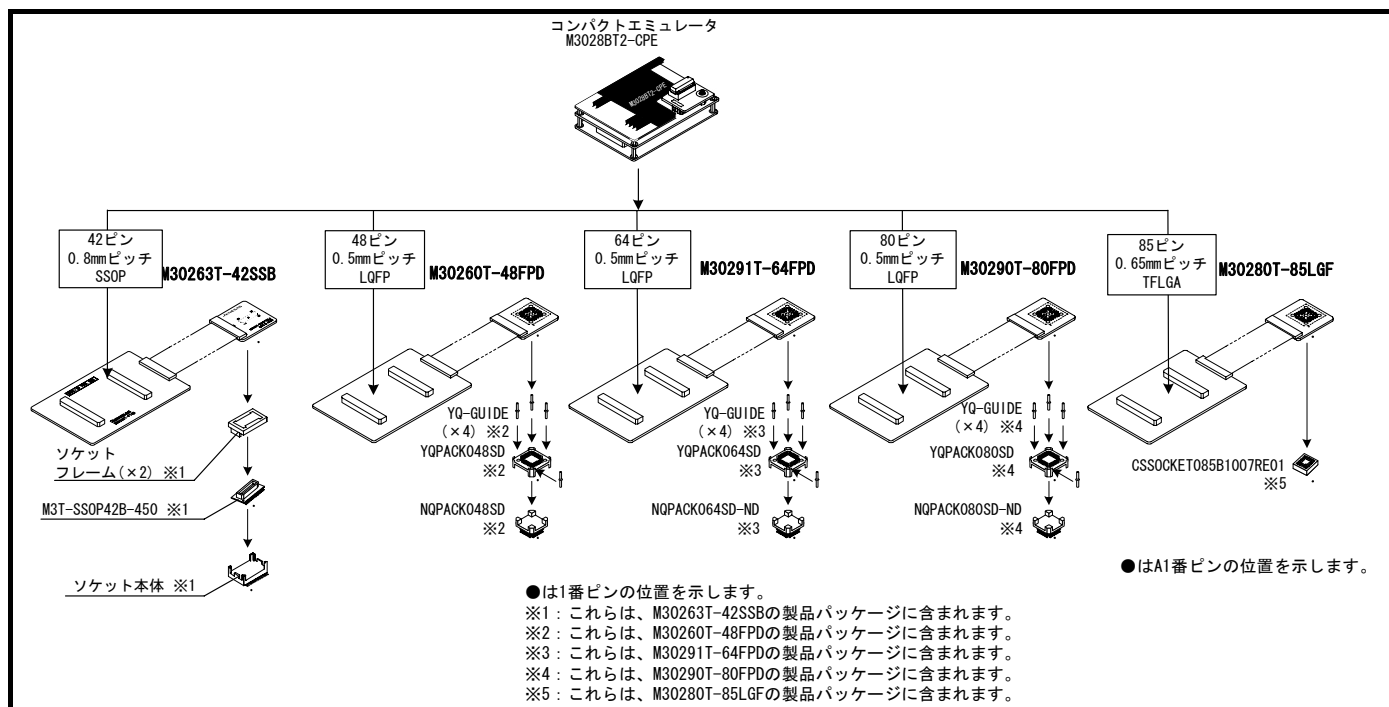 コンパクトエミュレータ
M3028BT2-CPE
M3028BT2-CPE
42ピン
0.8mmピッチ
SSOP
M30263T-42SSB
48ピン
0.5mmピッチ
LQFP
M30260T-48FPD
64ピン
0.5mmピッチ
LQFP
M30291T-64FPD
80ピン
0.5mmピッチ
LQFP
M30290T-80FPD
85ピン
0.65mmピッチ
TFLGA
M30280T-85LGF
ソケット
フレーム(×2) ※1
M3T-SSOP42B-450 ※1
ソケット本体 ※1
YQ-GUIDE
(×4) ※2
YQPACK048SD
※2
NQPACK048SD
※2
YQ-GUIDE
(×4) ※3
YQPACK064SD
※3
NQPACK064SD-ND
※3
YQ-GUIDE
(×4) ※4
YQPACK080SD
※4
NQPACK080SD-ND
※4
CSSOCKET085B1007RE01
※5
●はA1番ピンの位置を示します。
●は1番ピンの位置を示します。
※1：これらは、M30263T-42SSBの製品パッケージに含まれます。
※2：これらは、M30260T-48FPDの製品パッケージに含まれます。
※3：これらは、M30291T-64FPDの製品パッケージに含まれます。
※4：これらは、M30290T-80FPDの製品パッケージに含まれます。
※5：これらは、M30280T-85LGFの製品パッケージに含まれます。